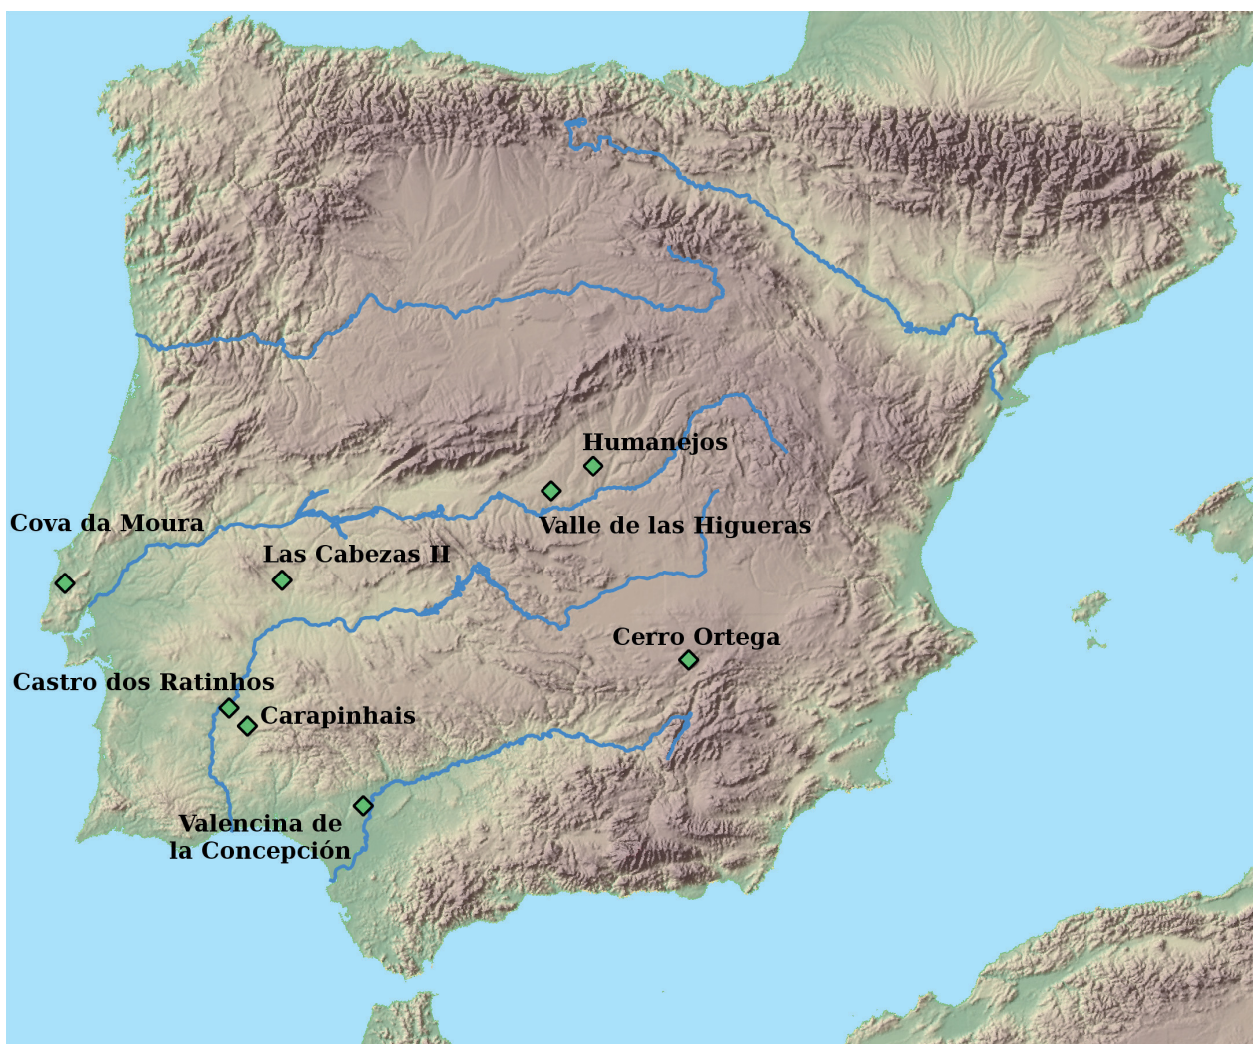 Humanejos
Cova da Moura
Valle de las Higueras
Las Cabezas II
Cerro Ortega
Castro dos Ratinhos
Carapinhais
Valencina de
la Concepción